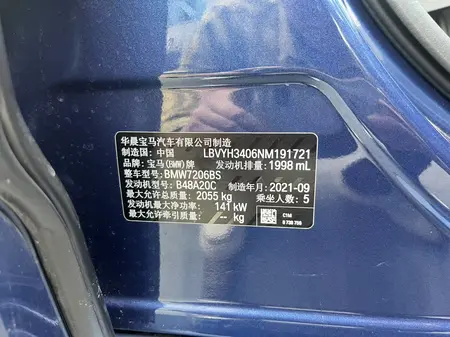 华晨宝马汽车有限公司制造
制造国：中国 LBVYH3406NM191721
品牌：宝马(BMW)牌 发动机排量：1998 mL
整车型号：BMW7206BS
发动机型号：B48A20C 制造年月：2021-09
最大允许总质量：2055 kg 乘坐人数：5
发动机最大净功率：141 kW
最大允许牵引质量：-- kg
C1M